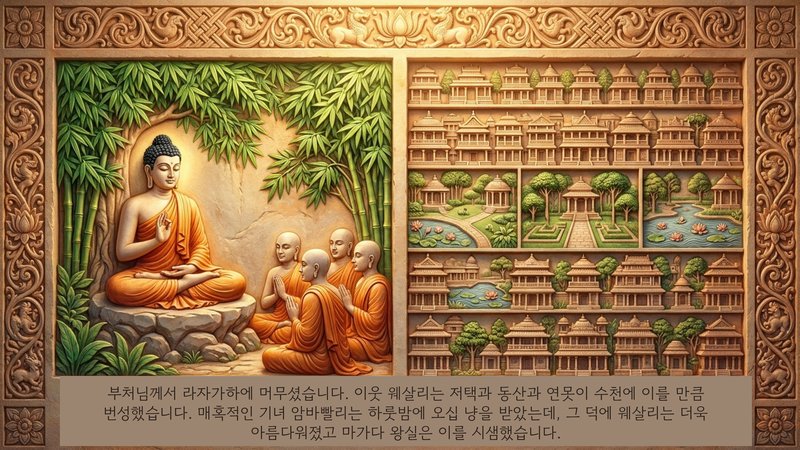 부처님께서 라자가하에 머무셨습니다. 이웃 웨살리는 저택과 동산과 연못이 수천에 이를 만큼
번성했습니다. 매혹적인 기녀 암바빨리는 하룻밤에 오십 냥을 받았는데, 그 덕에 웨살리는 더욱
아름다워졌고 마가다 왕실은 이를 시샘했습니다.